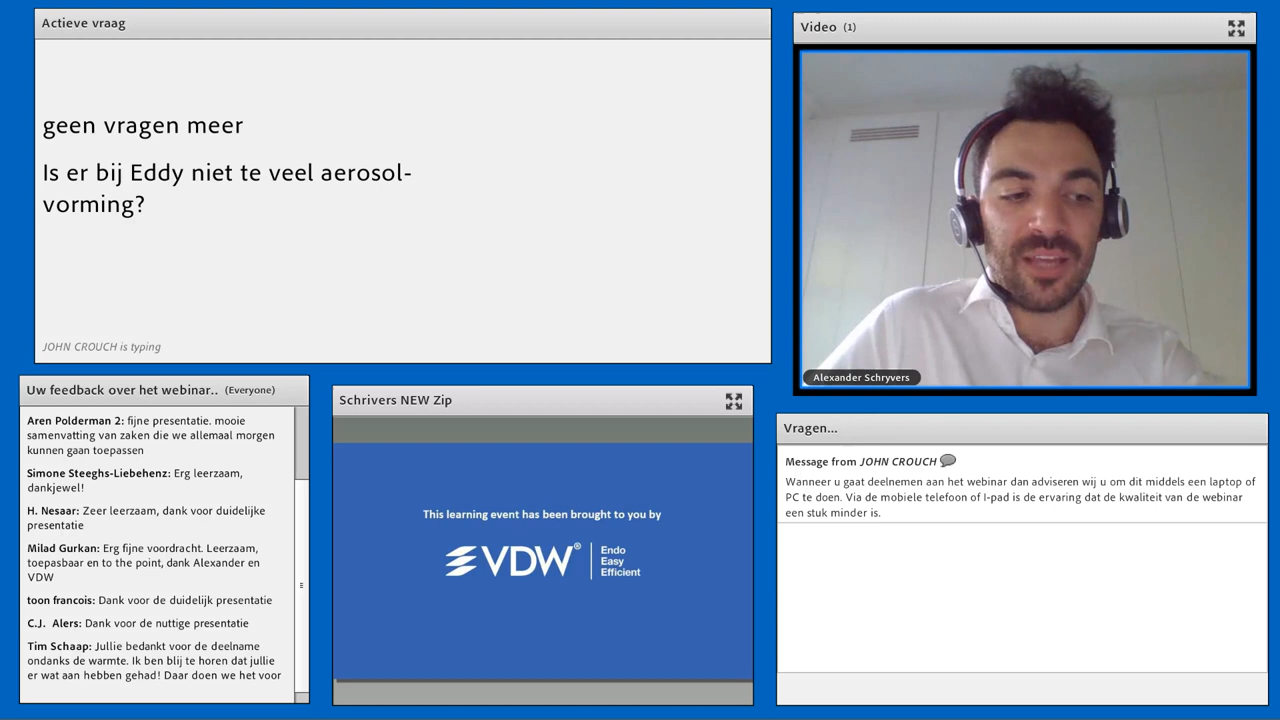 Actieve vraag
geen vragen meer
Is er bij Eddy niet te veel aerosol-
vorming?
JOHN CROUCH is typing
Video (1)
Alexander Schryvers
Uw feedback over het webinar.. (Everyone)
Aren Polderman 2: fijne presentatie. mooie
samenvatting van zaken die we allemaal morgen
kunnen gaan toepassen
Simone Steeghs-Liebehenz: Erg leerzaam,
dankjewel!
H. Nesaar: Zeer leerzaam, dank voor duidelijke
presentatie
Milad Gurkan: Erg fijne voordracht. Leerzaam,
toepasbaar en to the point, dank Alexander en
VDW
toon francois: Dank voor de duidelijk presentatie
C.J. Alers: Dank voor de nuttige presentatie
Tim Schaap: Jullie bedankt voor de deelname
ondanks de warmte. Ik ben blij te horen dat jullie
er wat aan hebben gehad! Daar doen we het voor
Schrivers NEW Zip
This learning event has been brought to you by
VDW®
Endo
Easy
Efficient
Vragen...
Message from JOHN CROUCH
Wanneer u gaat deelnemen aan het webinar dan adviseren wij u om dit middels een laptop of
PC te doen. Via de mobiele telefoon of I-pad is de ervaring dat de kwaliteit van de webinar
een stuk minder is.